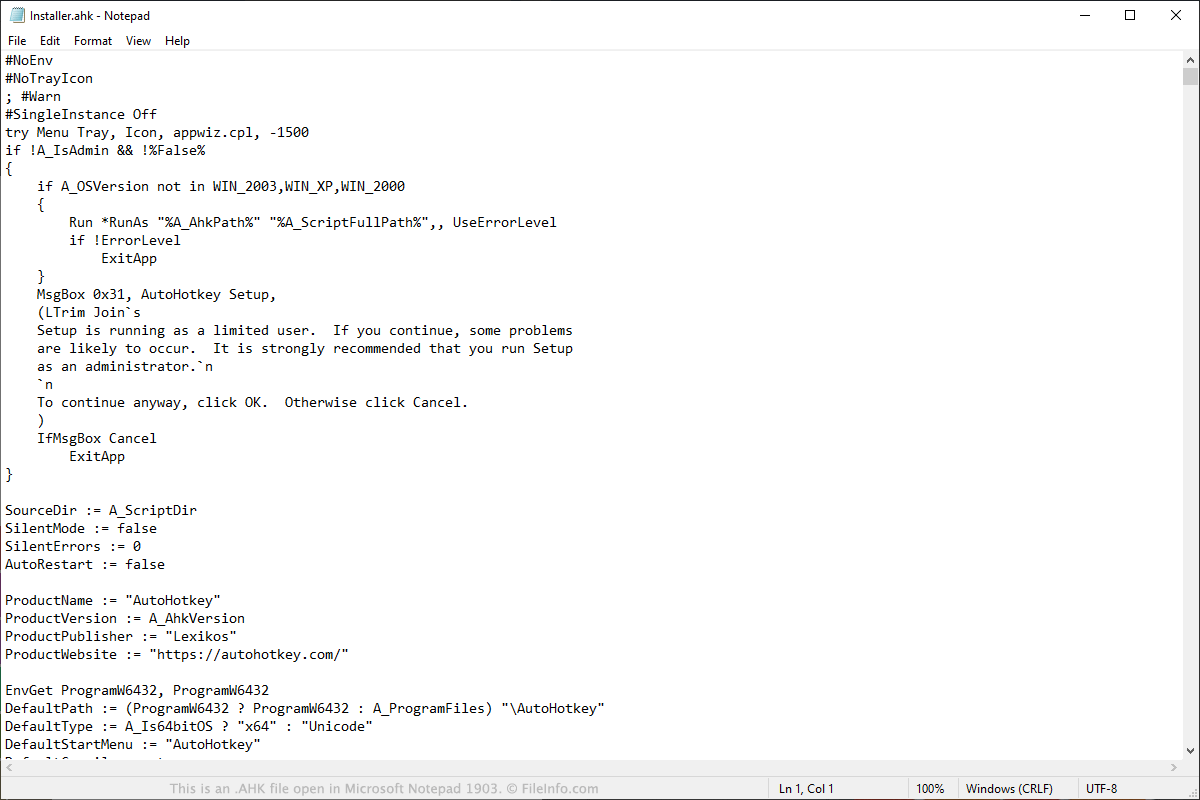 Installer.ahk - Notepad
File Edit Format View Help
#NoEnv
#NoTrayIcon
; #Warn
#SingleInstance Off
try Menu Tray, Icon, appwiz.cpl, -1500
if !A_IsAdmin && !%False%
{
    if A_OSVersion not in WIN_2003,WIN_XP,WIN_2000
    {
        Run *RunAs "%A_AhkPath%" "%A_ScriptFullPath%",, UseErrorLevel
        if !ErrorLevel
            ExitApp
    }
    MsgBox 0x31, AutoHotkey Setup,
    (LTrim Join`s
    Setup is running as a limited user.  If you continue, some problems
    are likely to occur.  It is strongly recommended that you run Setup
    as an administrator.`n
    `n
    To continue anyway, click OK.  Otherwise click Cancel.
    )
    IfMsgBox Cancel
        ExitApp
}

SourceDir := A_ScriptDir
SilentMode := false
SilentErrors := 0
AutoRestart := false

ProductName := "AutoHotkey"
ProductVersion := A_AhkVersion
ProductPublisher := "Lexikos"
ProductWebsite := "https://autohotkey.com/"

EnvGet ProgramW6432, ProgramW6432
DefaultPath := (ProgramW6432 ? ProgramW6432 : A_ProgramFiles) "\AutoHotkey"
DefaultType := A_Is64bitOS ? "x64" : "Unicode"
DefaultStartMenu := "AutoHotkey"
This is an .AHK file open in Microsoft Notepad 1903. © FileInfo.com
Ln 1, Col 1
100%
Windows (CRLF)
UTF-8